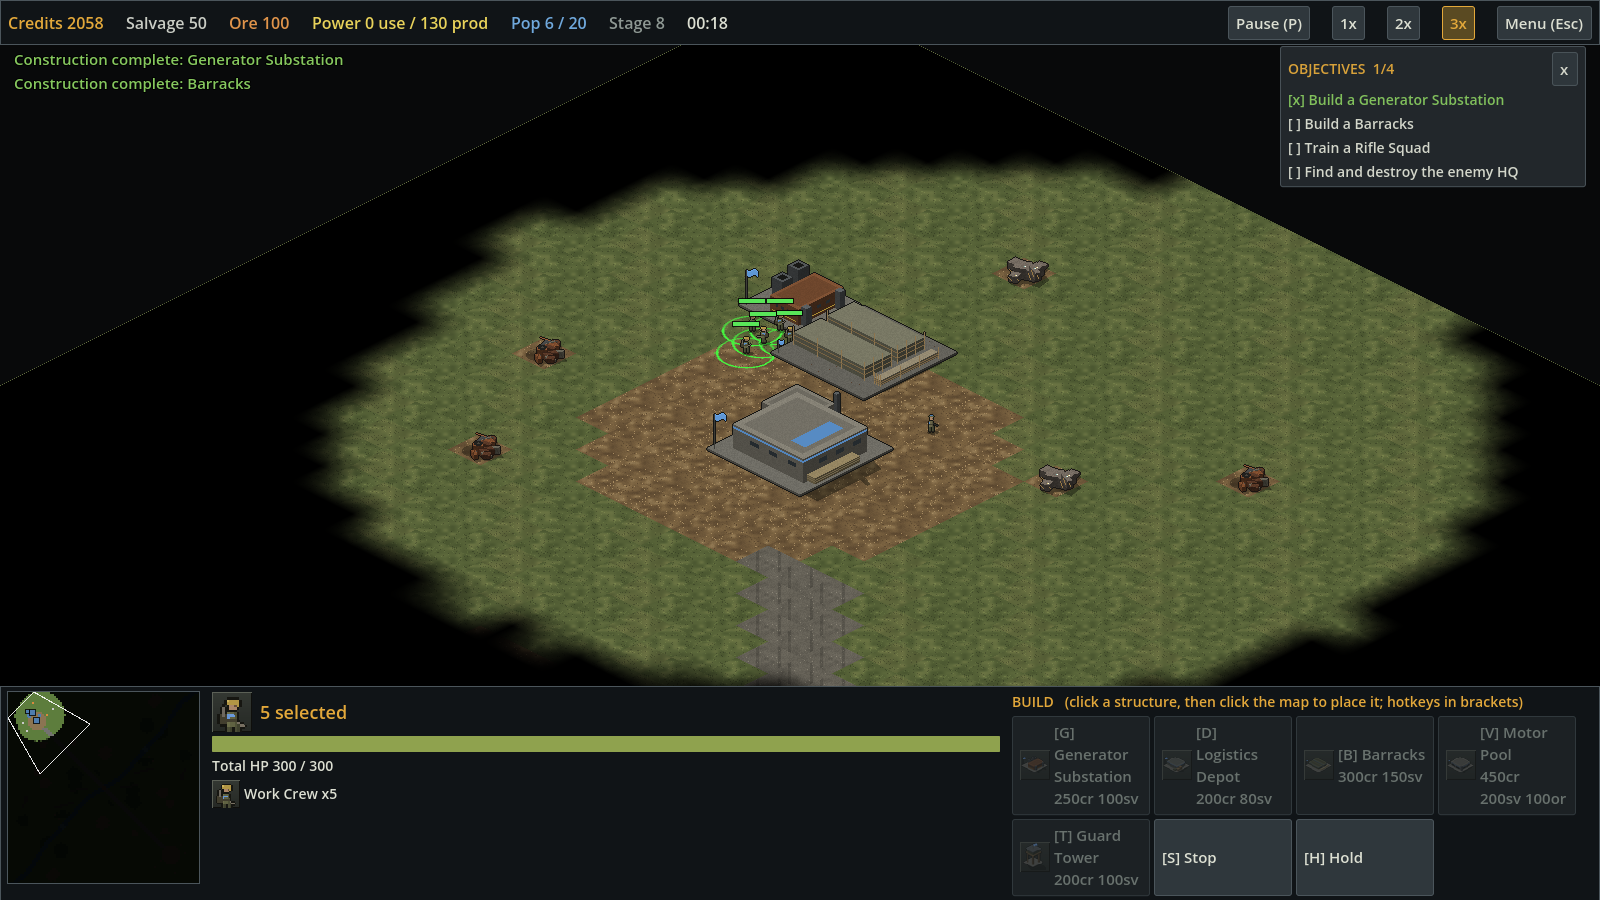 Credits 2058 Salvage 50 Ore 100 Power 0 use / 130 prod Pop 6 / 20 Stage 8 00:18 Pause (P) 1x 2x 3x Menu (Esc)
Construction complete: Generator Substation
Construction complete: Barracks
OBJECTIVES 1/4 x
[x] Build a Generator Substation
[ ] Build a Barracks
[ ] Train a Rifle Squad
[ ] Find and destroy the enemy HQ
5 selected
Total HP 300 / 300
Work Crew x5
BUILD (click a structure, then click the map to place it; hotkeys in brackets)
[G]
Generator
Substation
250cr 100sv
[D]
Logistics
Depot
200cr 80sv
[B] Barracks
300cr 150sv
[V] Motor
Pool
450cr
200sv 100or
[T] Guard
Tower
200cr 100sv
[S] Stop
[H] Hold